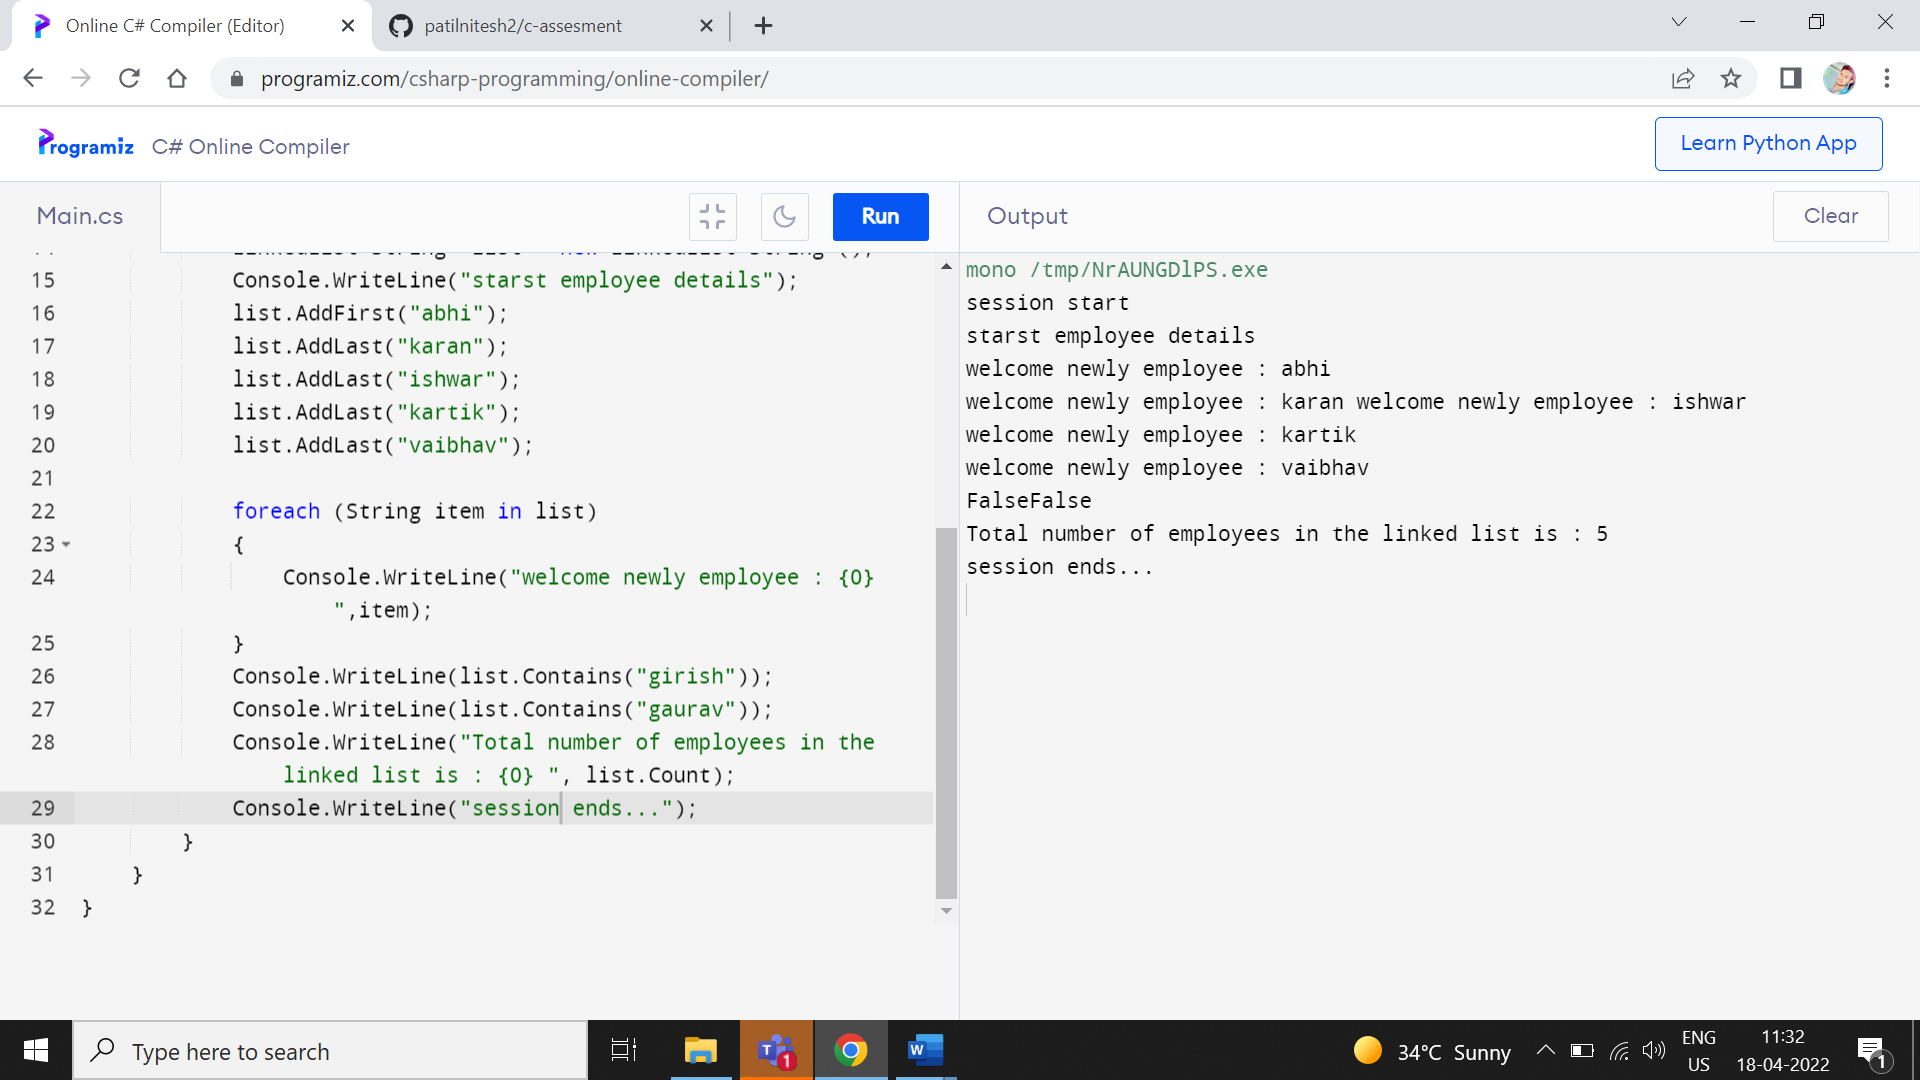 Online C# Compiler (Editor)
patilnitesh2/c-assesment
programiz.com/csharp-programming/online-compiler/
Programiz
C# Online Compiler
Learn Python App
Main.cs
Run
Output
Clear
15 Console.WriteLine("starst employee details");
16 list.AddFirst("abhi");
17 list.AddLast("karan");
18 list.AddLast("ishwar");
19 list.AddLast("kartik");
20 list.AddLast("vaibhav");
21
22 foreach (String item in list)
23 {
24 Console.WriteLine("welcome newly employee : {0}
",item);
25 }
26 Console.WriteLine(list.Contains("girish"));
27 Console.WriteLine(list.Contains("gaurav"));
28 Console.WriteLine("Total number of employees in the
linked list is : {0} ", list.Count);
29 Console.WriteLine("session ends...");
30 }
31 }
32 }
mono /tmp/NrAUNGDlPS.exe
session start
starst employee details
welcome newly employee : abhi
welcome newly employee : karan welcome newly employee : ishwar
welcome newly employee : kartik
welcome newly employee : vaibhav
FalseFalse
Total number of employees in the linked list is : 5
session ends...
Type here to search
T
1
W
34°C Sunny
ENG
US
11:32
18-04-2022
1